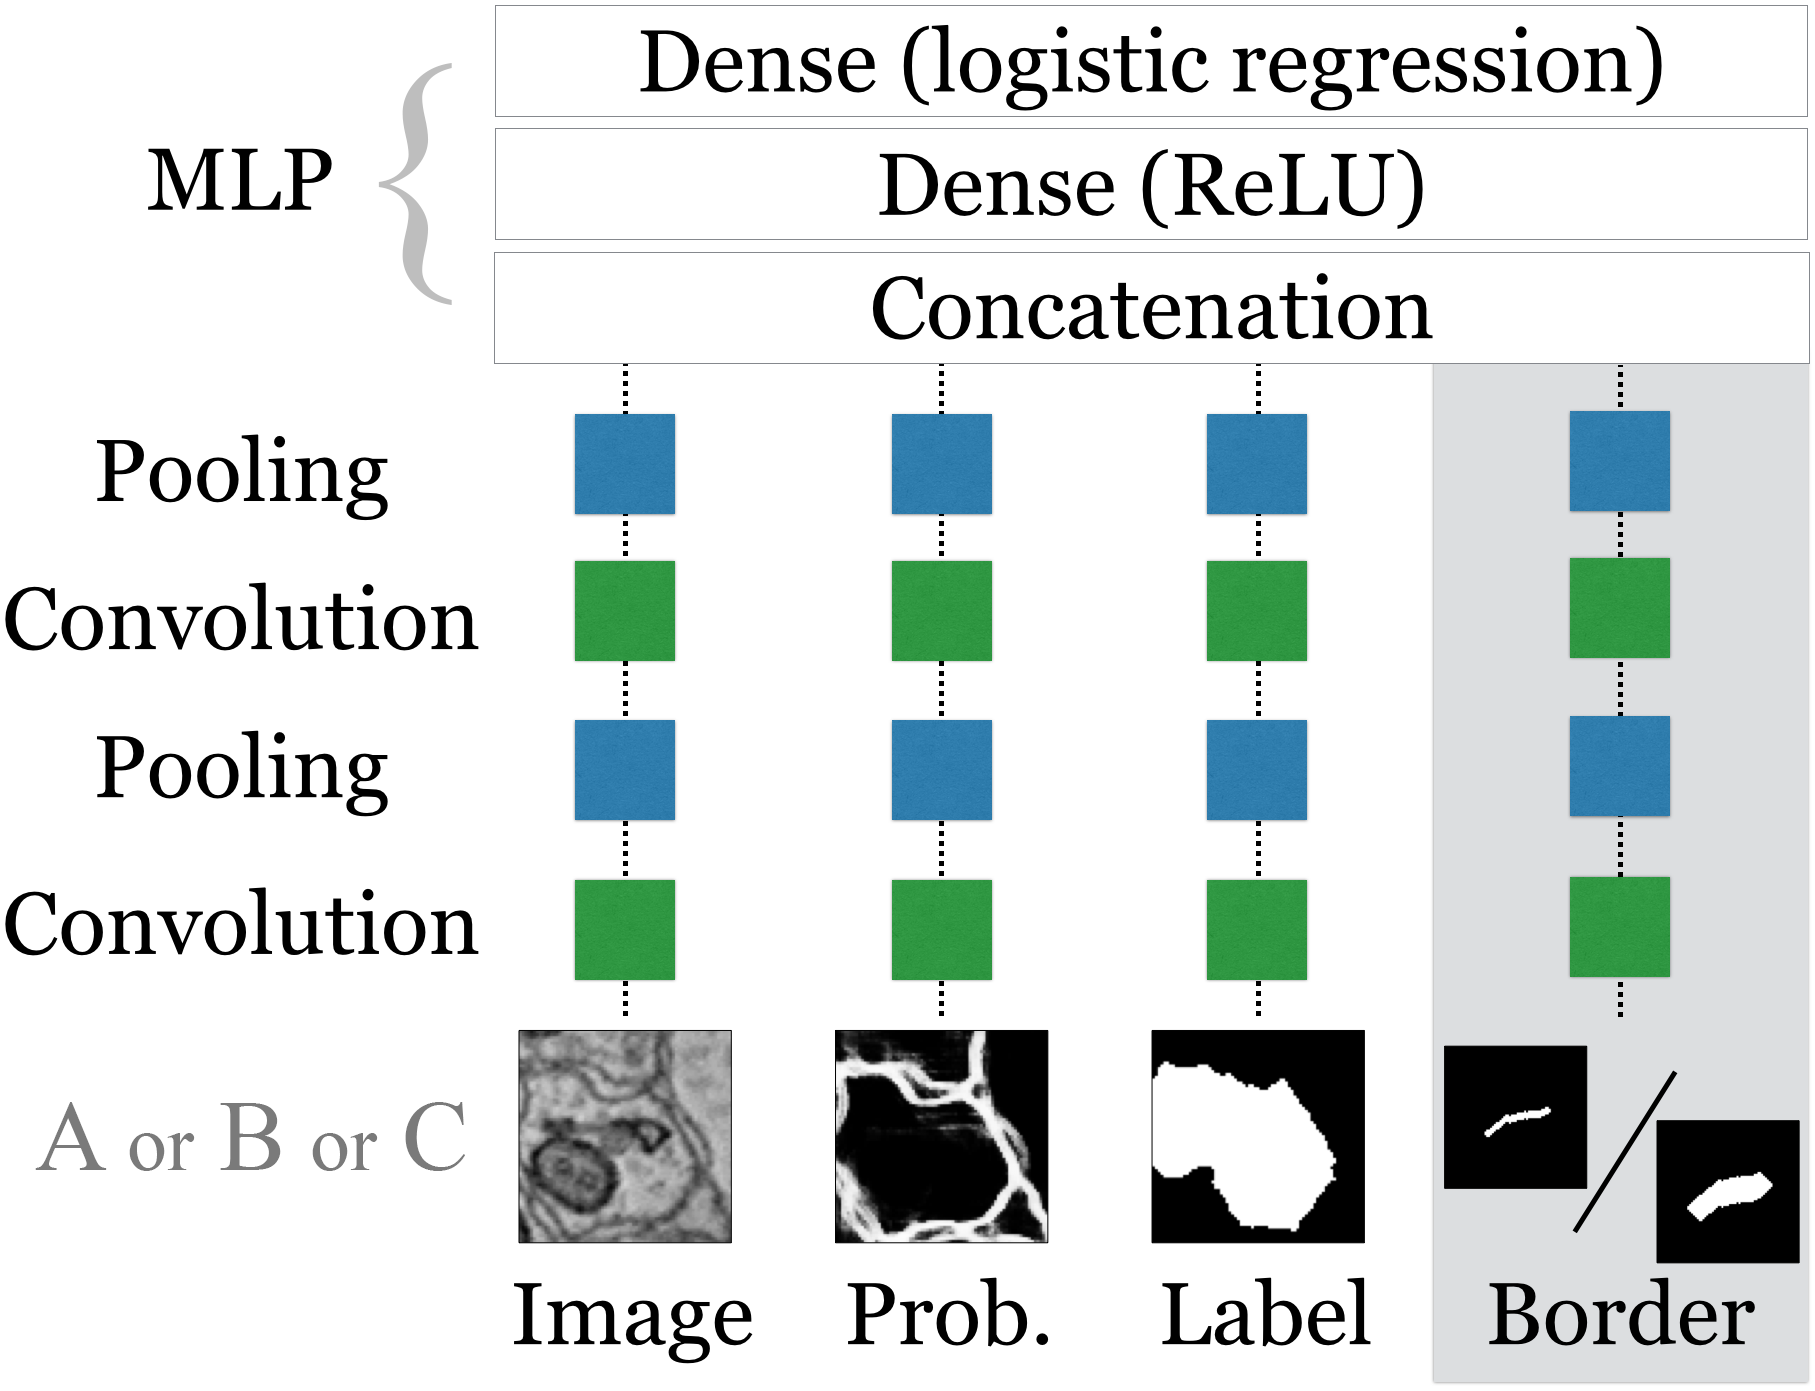 Dense (logistic regression)
MLP
Dense (ReLU)
Concatenation
Pooling
Convolution
Pooling
Convolution
A or B or C
Image Prob. Label Border